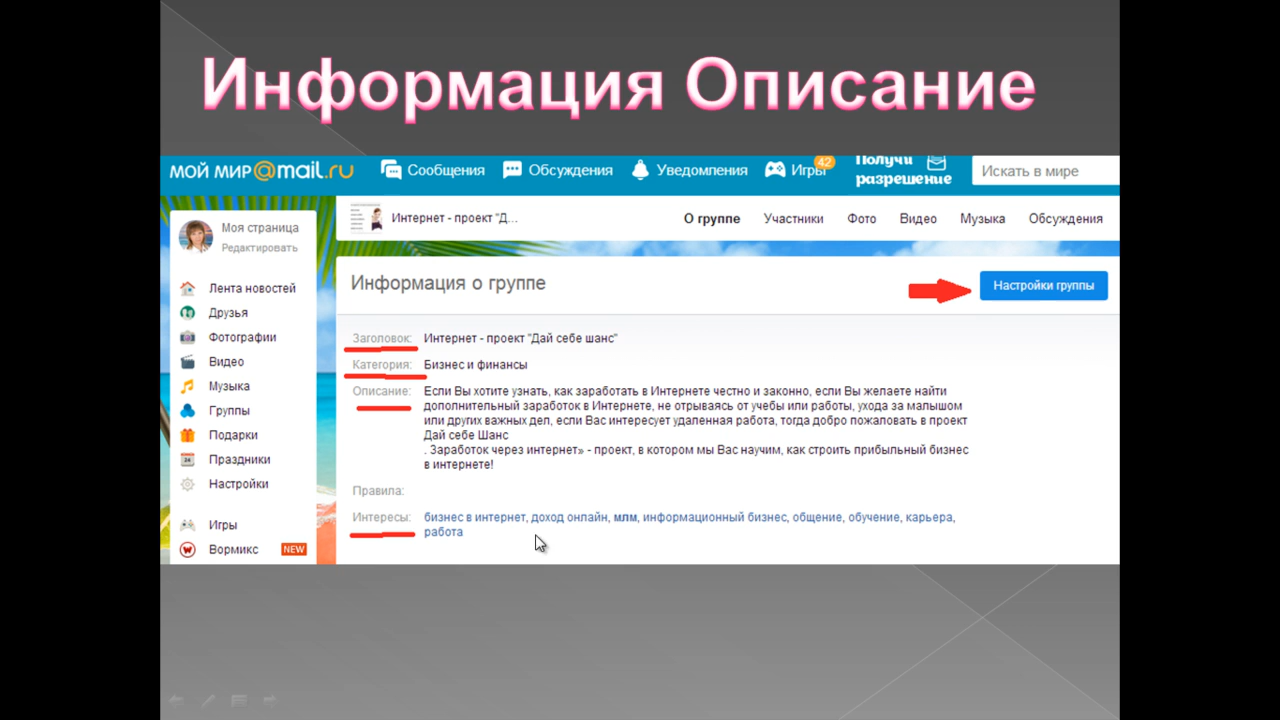 Информация Описание
МОЙ МИР@mail.ru Сообщения Обсуждения Уведомления Игры 42 Получи разрешение Искать в мире
Интернет - проект "Д... О группе Участники Фото Видео Музыка Обсуждения
Моя страница
Редактировать
Лента новостей
Друзья
Фотографии
Видео
Музыка
Группы
Подарки
Праздники
Настройки
Игры
Вормикс NEW
Информация о группе Настройки группы
Заголовок: Интернет - проект "Дай себе шанс"
Категория: Бизнес и финансы
Описание: Если Вы хотите узнать, как заработать в Интернете честно и законно, если Вы желаете найти
дополнительный заработок в Интернете, не отрываясь от учебы или работы, ухода за малышом
или других важных дел, если Вас интересует удаленная работа, тогда добро пожаловать в проект
Дай себе Шанс
. Заработок через интернет» - проект, в котором мы Вас научим, как строить прибыльный бизнес
в интернете!
Правила:
Интересы: бизнес в интернет, доход онлайн, млм, информационный бизнес, общение, обучение, карьера,
работа